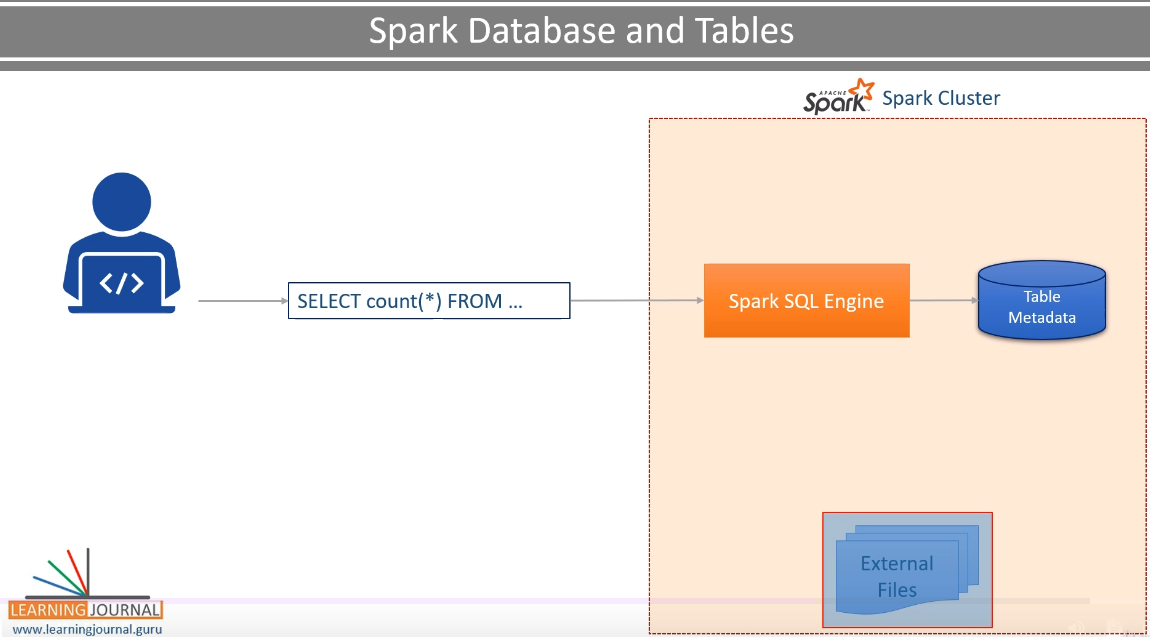 Spark Database and Tables
APACHE
Spark
Spark Cluster
</>
SELECT count(*) FROM ...
Spark SQL Engine
Table
Metadata
External
Files
LEARNING JOURNAL
www.learningjournal.guru